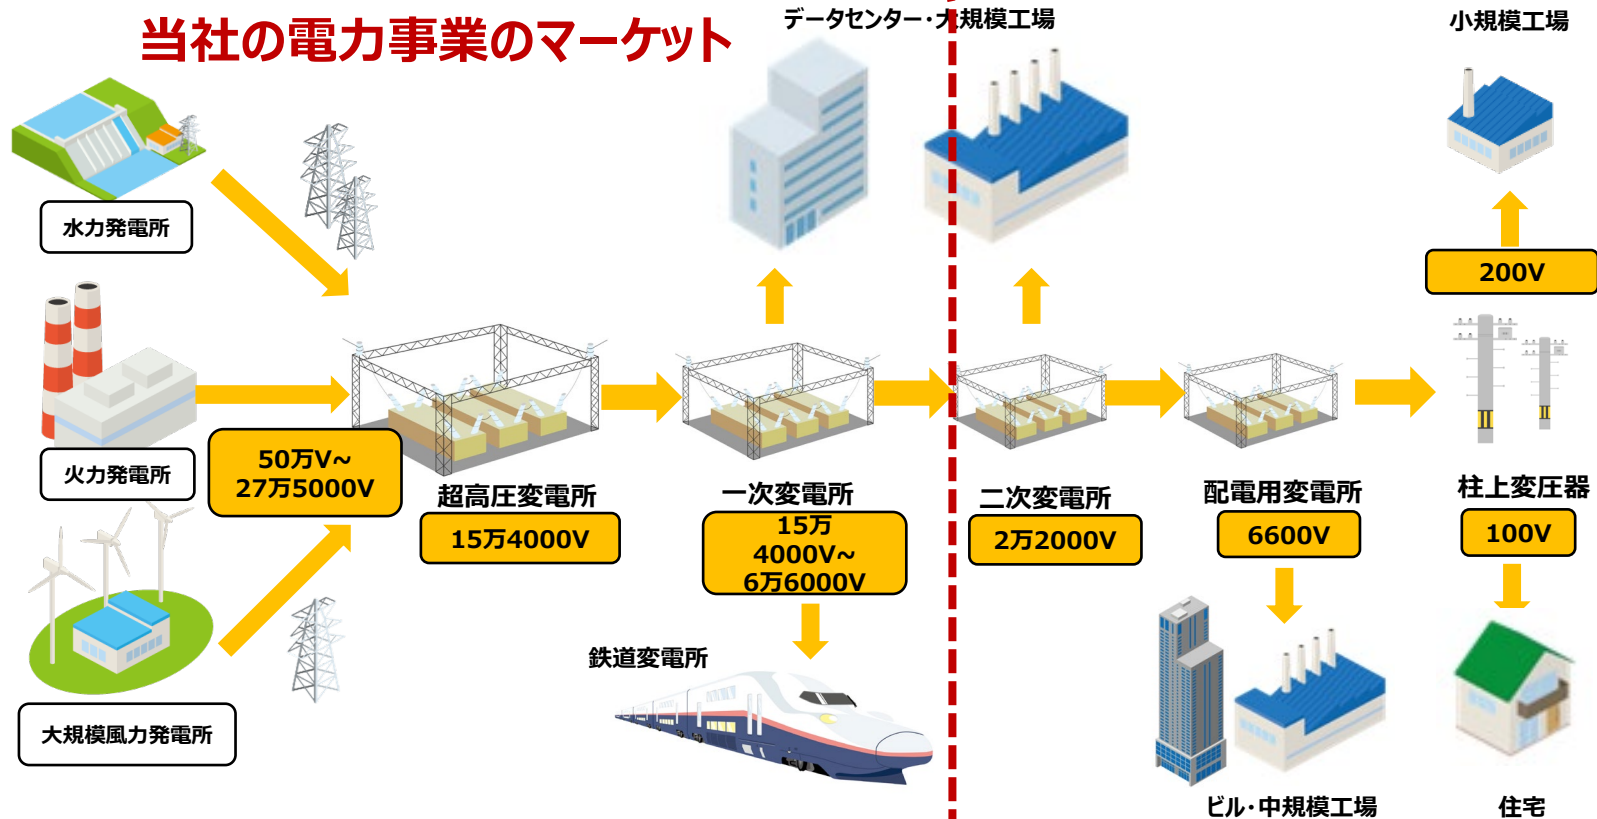 当社の電力事業のマーケット
データセンター・大規模工場
小規模工場
水力発電所
200V
火力発電所
50万V~
27万5000V
超高圧変電所
15万4000V
一次変電所
15万
4000V~
6万6000V
二次変電所
2万2000V
配電用変電所
6600V
柱上変圧器
100V
鉄道変電所
大規模風力発電所
ビル・中規模工場
住宅